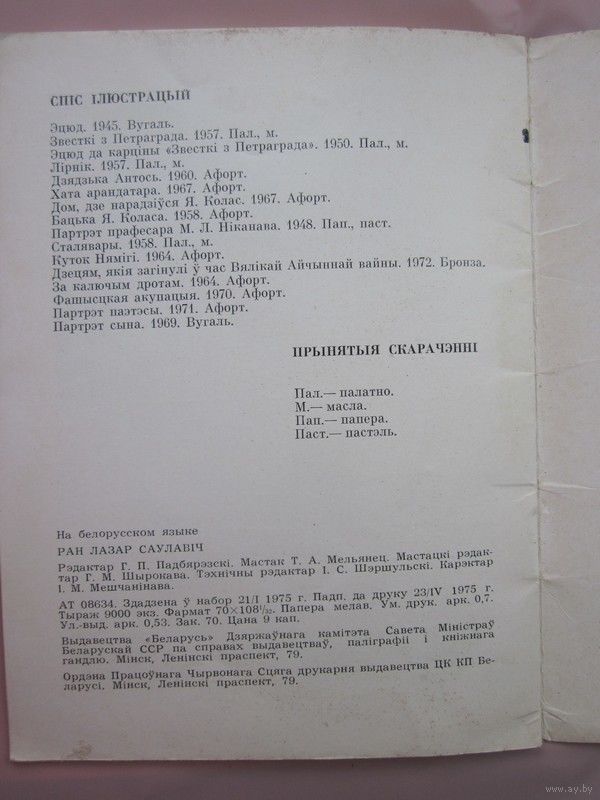 СПІС ІЛЮСТРАЦЫЙ
Эцюд. 1945. Вугаль.
Звесткі з Петраграда. 1957. Пал., м.
Эцюд да карціны «Звесткі з Петраграда». 1950. Пал., м.
Лірнік. 1957. Пал., м.
Дзядзька Антось. 1960. Афорт.
Хата арандатара. 1967. Афорт.
Дом, дзе нарадзіўся Я. Колас. 1967. Афорт.
Бацька Я. Коласа. 1958. Афорт.
Партрэт прафесара М. Л. Ніканава. 1948. Пап., паст.
Сталявары. 1958. Пал., м.
Куток Нямігі. 1964. Афорт.
Дзецям, якія загінулі ў час Вялікай Айчыннай вайны. 1972. Бронза.
За калючым дротам. 1964. Афорт.
Фашысцкая акупацыя. 1970. Афорт.
Партрэт паэтэсы. 1971. Афорт.
Партрэт сына. 1969. Вугаль.
ПРЫНЯТЫЯ СКАРАЧЭННІ
Пал.— палатно.
М.— масла.
Пап.— папера.
Паст.— пастэль.
На белорусском языке
РАН ЛАЗАР САУЛАВІЧ
Рэдактар Г. П. Падбярэзскі. Мастак Т. А. Мельянец. Мастацкі рэдак-
тар Г. М. Шырокава. Тэхнічны рэдактар І. С. Шэршульскі. Карэктар
І. М. Мешчанінава.
АТ 08634. Здадзена ў набор 21/I 1975 г. Падп. да друку 23/IV 1975 г.
Тыраж 9000 экз. Фармат 70×108¹/₃₂. Папера мелав. Ум. друк. арк. 0,7.
Ул.-выд. арк. 0,53. Зак. 70. Цана 9 кап.
Выдавецтва «Беларусь» Дзяржаўнага камітэта Савета Міністраў
Беларускай ССР па справах выдавецтваў, паліграфіі і кніжнага
гандлю. Мінск, Ленінскі праспект, 79.
Ордэна Працоўнага Чырвонага Сцяга друкарня выдавецтва ЦК КП Бе-
ларусі. Мінск, Ленінскі праспект, 79.
www.ay.by